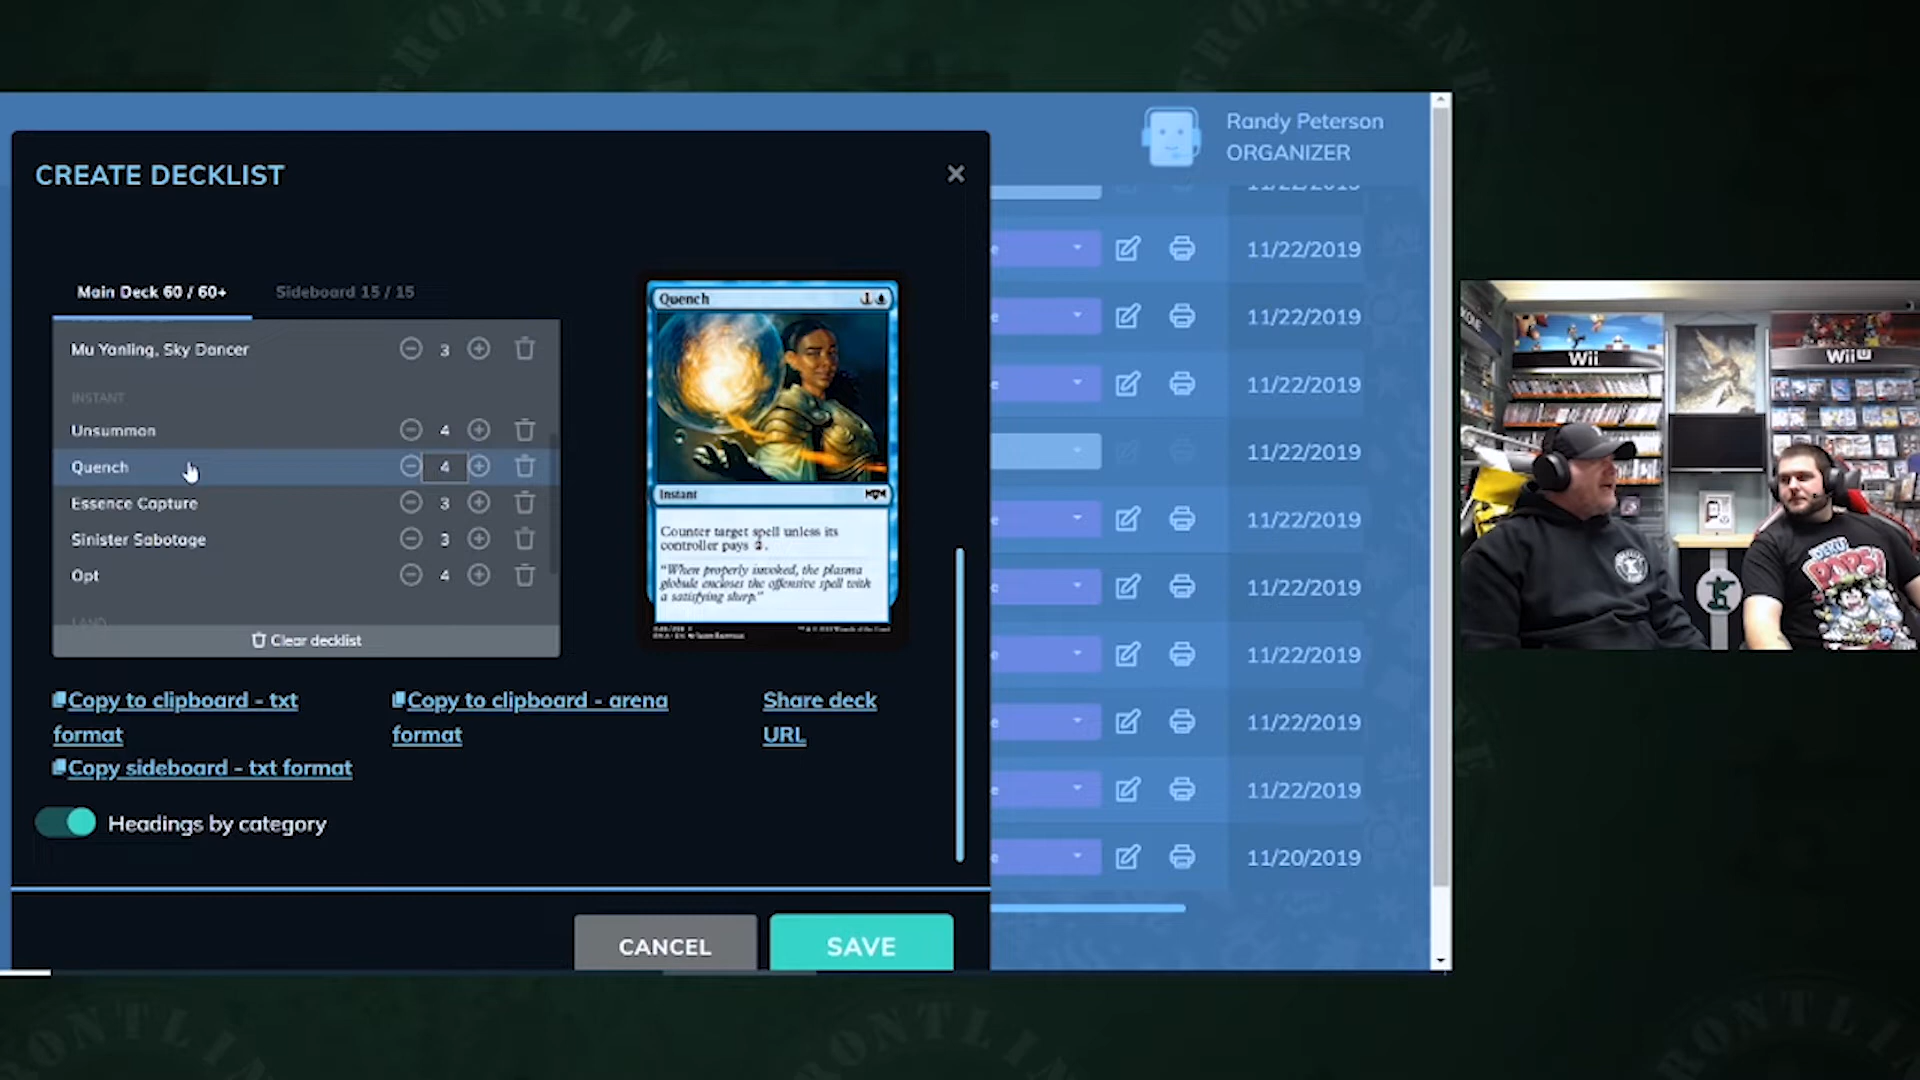 Randy Peterson
ORGANIZER
CREATE DECKLIST
Main Deck 60 / 60+
Sideboard 15 / 15
Mu Yanling, Sky Dancer
3
INSTANT
Unsummon
4
Quench
4
Essence Capture
3
Sinister Sabotage
3
Opt
4
LAND
Clear decklist
Quench
1
Instant
Counter target spell unless its
controller pays 2.
"When properly invoked, the plasma
globule encloses the offensive spell with
a satisfying slurp."
Copy to clipboard - txt
format
Copy to clipboard - arena
format
Share deck
URL
Copy sideboard - txt format
Headings by category
CANCEL
SAVE
11/22/2019
11/22/2019
11/22/2019
11/22/2019
11/22/2019
11/22/2019
11/22/2019
11/22/2019
11/22/2019
11/22/2019
11/20/2019
Wii
Wii U